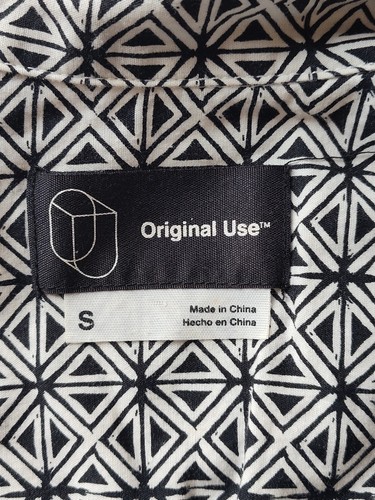 Original Use™
S
Made in China
Hecho en China